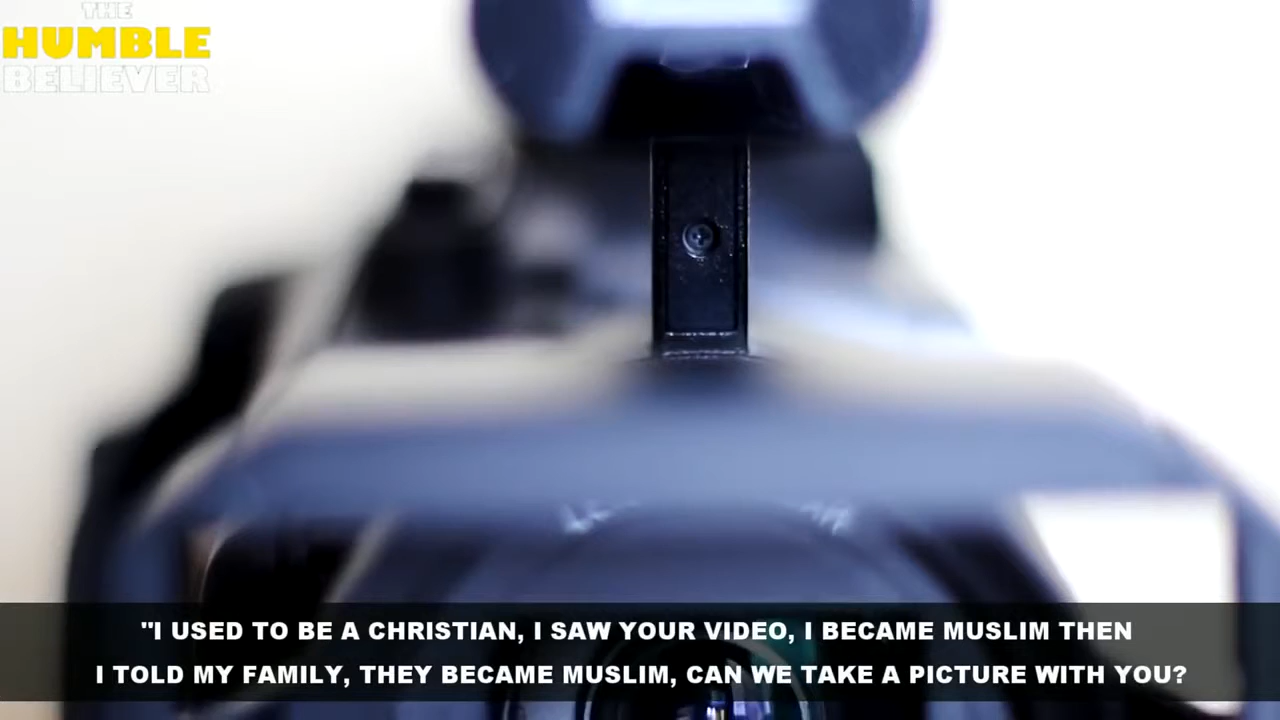 THE
HUMBLE
BELIEVER
"I USED TO BE A CHRISTIAN, I SAW YOUR VIDEO, I BECAME MUSLIM THEN
I TOLD MY FAMILY, THEY BECAME MUSLIM, CAN WE TAKE A PICTURE WITH YOU?